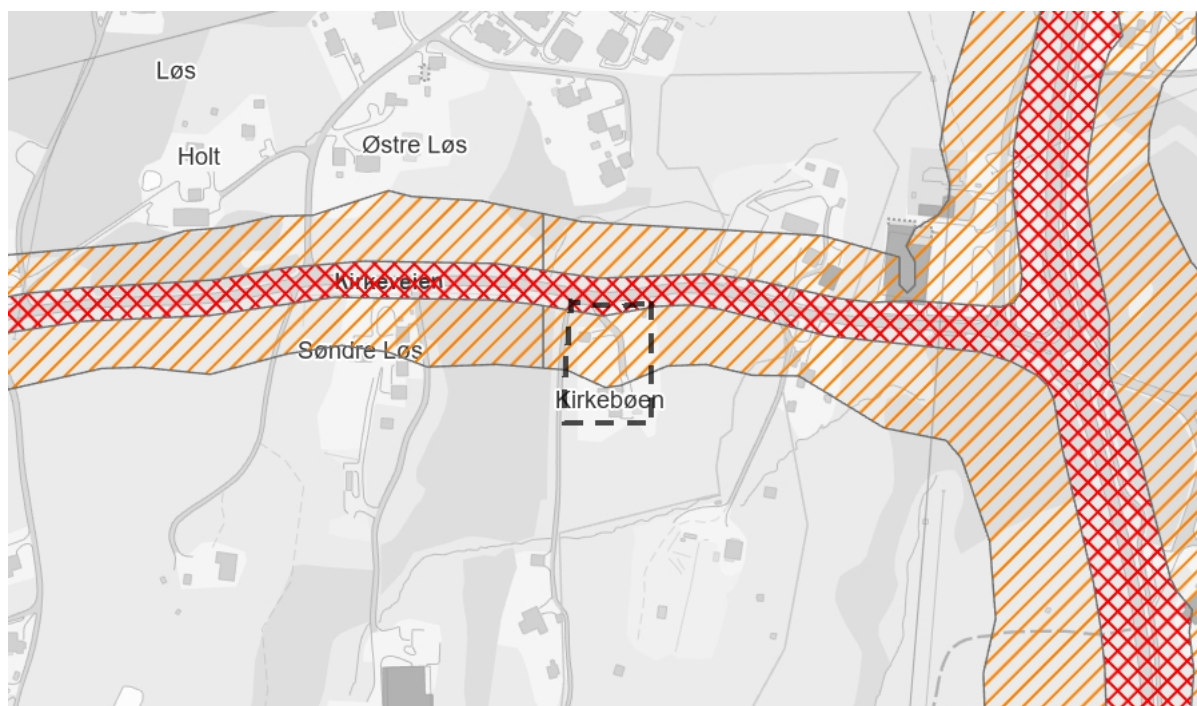 Løs
Østre Løs
Holt
Kirkeveien
Søndre Løs
Kirkebøen